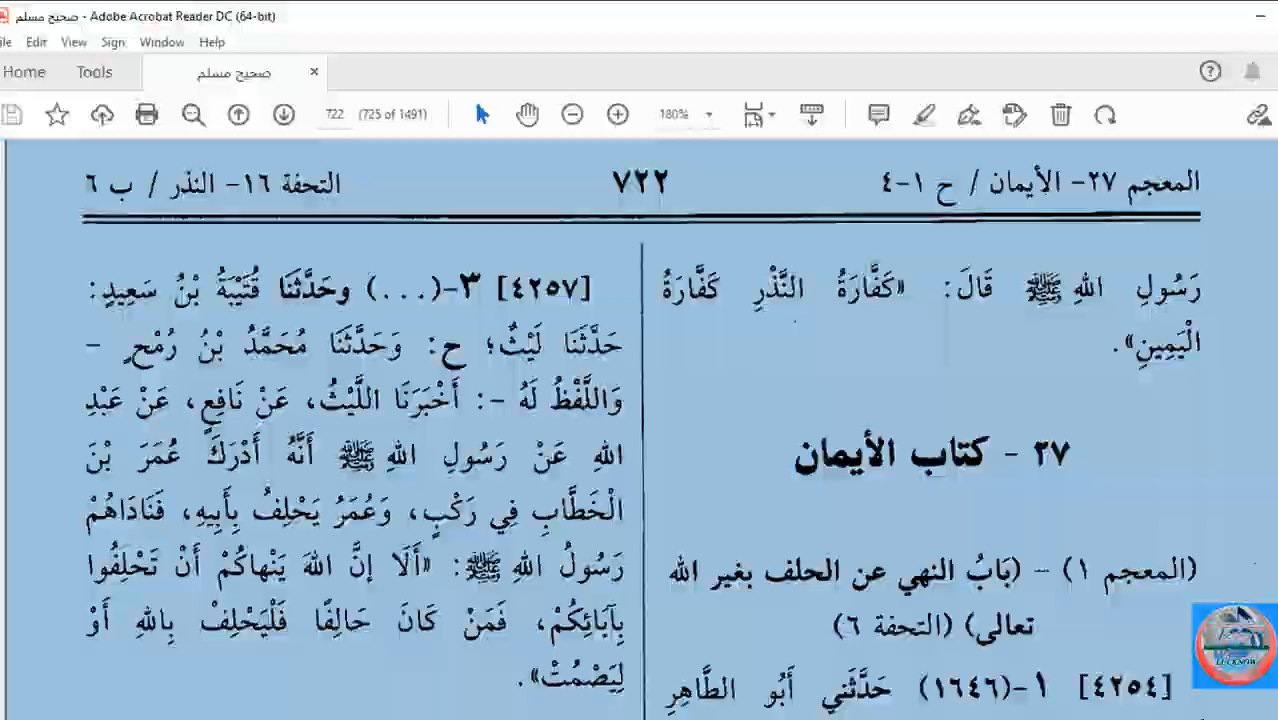 صحيح مسلم - Adobe Acrobat Reader DC (64-bit)
ile Edit View Sign Window Help
Home Tools صحيح مسلم ×
722 (725 of 1491) 180%
المعجم ٢٧- الأيمان / ح ١-٤ ٧٢٢ التحفة ١٦- النذر / ب ٦
رَسُولِ اللهِ ﷺ قَالَ: «كَفَّارَةُ النَّذْرِ كَفَّارَةُ
الْيَمِينِ».
٢٧ - كتاب الأيمان
(المعجم ١) - (بَابُ النهي عن الحلف بغير الله
تعالى) (التحفة ٦)
[٤٢٥٤] ١-(١٦٤٦) حَدَّثَنِي أَبُو الطَّاهِرِ
[٤٢٥٧] ٣-(...) وحَدَّثَنَا قُتَيْبَةُ بْنُ سَعِيدٍ:
حَدَّثَنَا لَيْثٌ؛ ح: وَحَدَّثَنَا مُحَمَّدُ بْنُ رُمْحٍ -
وَاللَّفْظُ لَهُ -: أَخْبَرَنَا اللَّيْثُ، عَنْ نَافِعٍ، عَنْ عَبْدِ
اللهِ عَنْ رَسُولِ اللهِ ﷺ أَنَّهُ أَدْرَكَ عُمَرَ بْنَ
الْخَطَّابِ فِي رَكْبٍ، وَعُمَرُ يَحْلِفُ بِأَبِيهِ، فَنَادَاهُمْ
رَسُولُ اللهِ ﷺ: «أَلَا إِنَّ اللهَ يَنْهاكُمْ أَنْ تَحْلِفُوا
بِآبَائِكُمْ، فَمَنْ كَانَ حَالِفًا فَلْيَحْلِفْ بِاللهِ أَوْ
لِيَصْمُتْ».
LUCKNOW